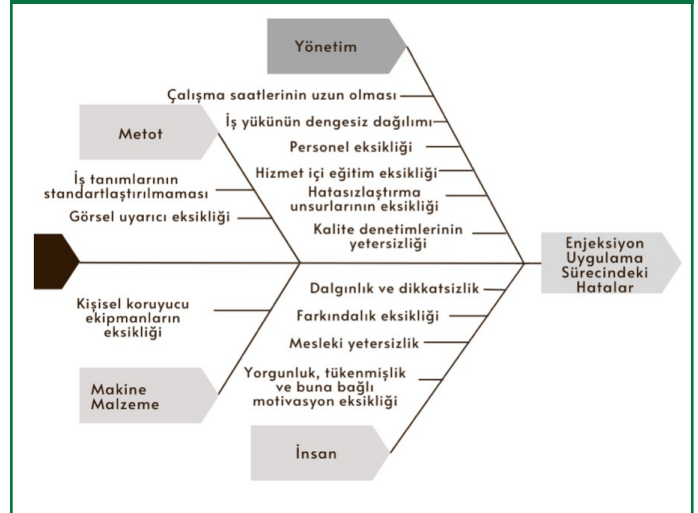 Yönetim
Çalışma saatlerinin uzun olması
İş yükünün dengesiz dağılımı
Personel eksikliği
Hizmet içi eğitim eksikliği
Hatasızlaştırma
unsurlarının eksikliği
Kalite denetimlerinin
yetersizliği
Metot
İş tanımlarının
standartlaştırılmaması
Görsel uyarıcı eksikliği
Enjeksiyon
Uygulama
Sürecindeki
Hatalar
Kişisel koruyucu
ekipmanların
eksikliği
Makine
Malzeme
Dalgınlık ve dikkatsizlik
Farkındalık eksikliği
Mesleki yetersizlik
Yorgunluk, tükenmişlik
ve buna bağlı
motivasyon eksikliği
İnsan